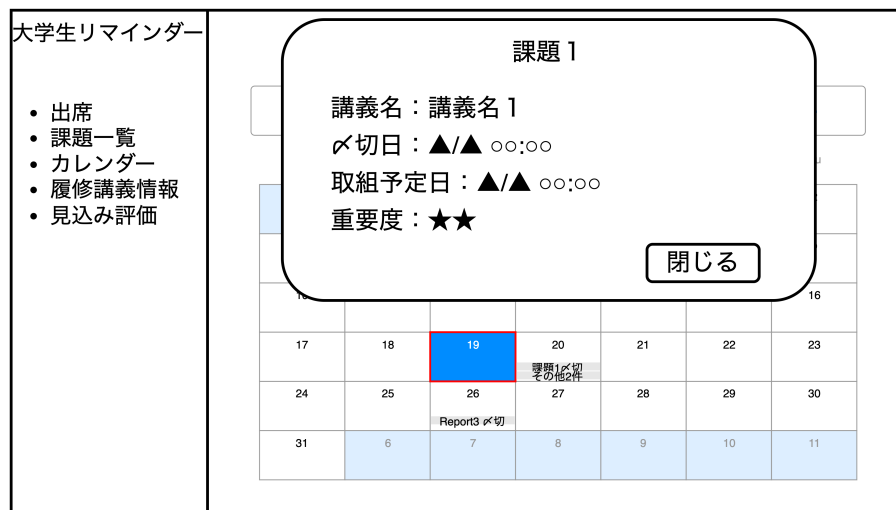 大学生リマインダー
出席
課題一覧
カレンダー
履修講義情報
見込み評価
課題１
講義名：講義名１
〆切日：▲/▲ ○○:○○
取組予定日：▲/▲ ○○:○○
重要度：★★
閉じる
16
17 18 19 20 21 22 23
課題1〆切
その他2件
24 25 26 27 28 29 30
Report3 〆切
31 6 7 8 9 10 11